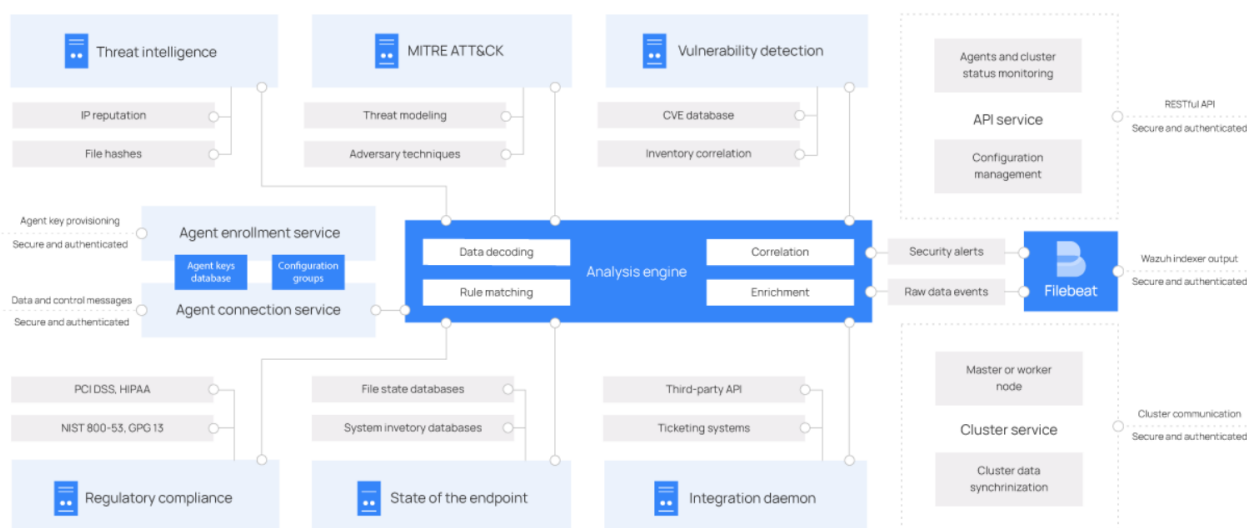 Threat intelligence
IP reputation
File hashes
MITRE ATT&CK
Threat modeling
Adversary techniques
Vulnerability detection
CVE database
Inventory correlation
Agents and cluster
status monitoring
API service
Configuration
management
RESTful API
Secure and authenticated
Agent key provisioning
Secure and authenticated
Agent enrollment service
Agent keys
database
Configuration
groups
Data and control messages
Secure and authenticated
Agent connection service
Data decoding
Rule matching
Analysis engine
Correlation
Enrichment
Security alerts
Raw data events
Filebeat
Wazuh indexer output
Secure and authenticated
PCI DSS, HIPAA
NIST 800-53, GPG 13
Regulatory compliance
File state databases
System invetory databases
State of the endpoint
Third-party API
Ticketing systems
Integration daemon
Master or worker
node
Cluster service
Cluster data
synchrinization
Cluster communication
Secure and authenticated